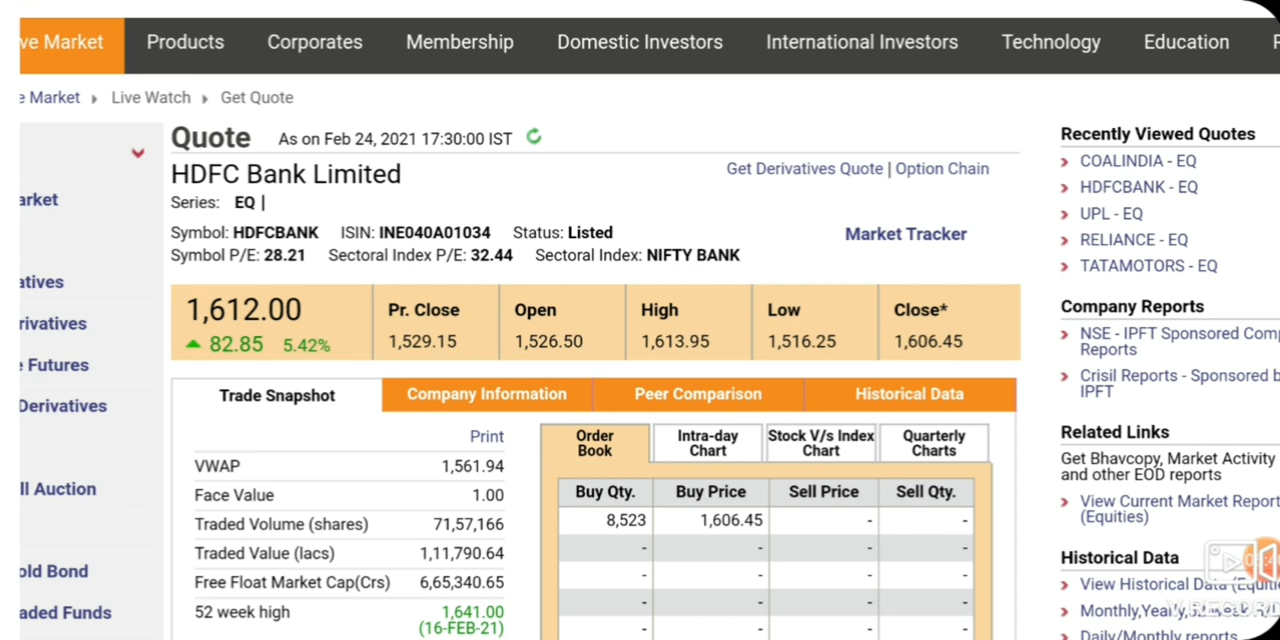 ve Market Products Corporates Membership Domestic Investors International Investors Technology Education
e Market Live Watch Get Quote
arket
atives
rivatives
e Futures
Derivatives
ll Auction
old Bond
aded Funds
Quote As on Feb 24, 2021 17:30:00 IST
HDFC Bank Limited
Get Derivatives Quote | Option Chain
Series: EQ |
Symbol: HDFCBANK ISIN: INE040A01034 Status: Listed
Market Tracker
Symbol P/E: 28.21 Sectoral Index P/E: 32.44 Sectoral Index: NIFTY BANK
1,612.00
82.85 5.42%
Pr. Close Open High Low Close*
1,529.15 1,526.50 1,613.95 1,516.25 1,606.45
Trade Snapshot Company Information Peer Comparison Historical Data
Print
VWAP 1,561.94
Face Value 1.00
Traded Volume (shares) 71,57,166
Traded Value (lacs) 1,11,790.64
Free Float Market Cap(Crs) 6,65,340.65
52 week high 1,641.00
(16-FEB-21)
Order Book
Intra-day Chart
Stock V/s Index Chart
Quarterly Charts
Buy Qty. Buy Price Sell Price Sell Qty.
8,523 1,606.45 - -
- - - -
- - - -
- - - -
- - - -
Recently Viewed Quotes
COALINDIA - EQ
HDFCBANK - EQ
UPL - EQ
RELIANCE - EQ
TATAMOTORS - EQ
Company Reports
NSE - IPFT Sponsored Com
Reports
Crisil Reports - Sponsored b
IPFT
Related Links
Get Bhavcopy, Market Activity
and other EOD reports
View Current Market Report
(Equities)
Historical Data
View Historical Data (Equitie
Monthly,Yearly,52 week H/L
Daily/Monthly reports